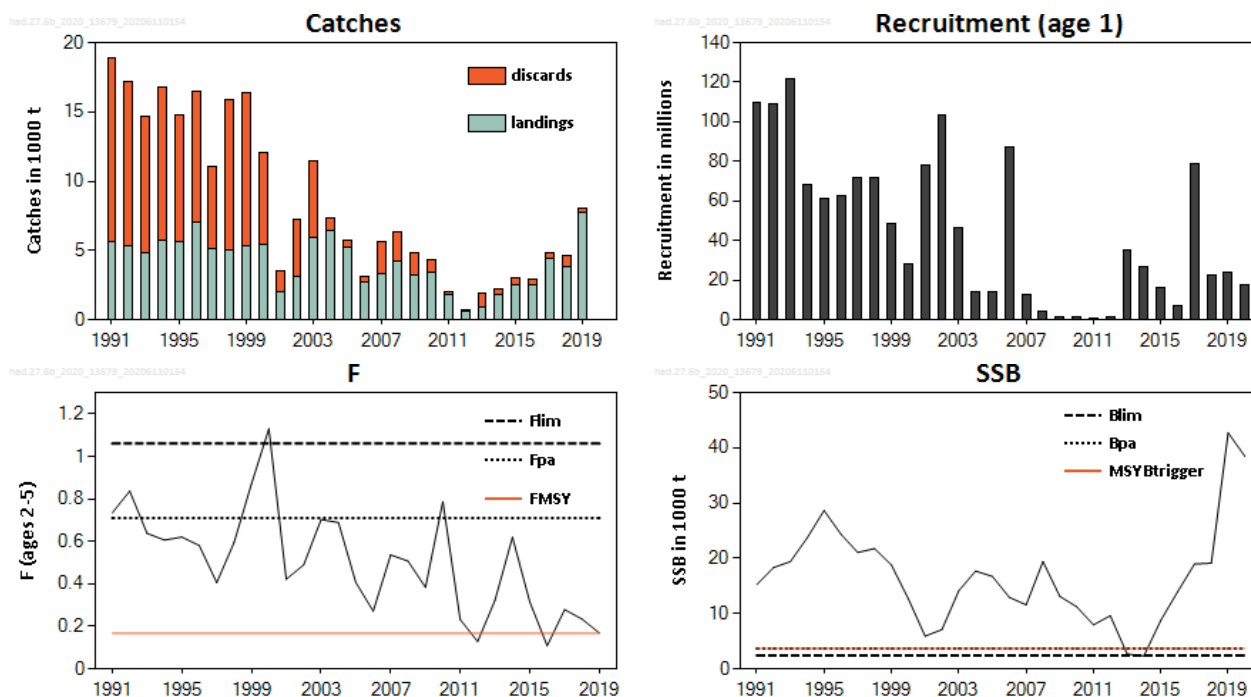 had.27.6b_2020_13679_20206110154
Catches
20
15
10
5
0
Catches in 1000 t
discards
landings
1991 1995 1999 2003 2007 2011 2015 2019
had.27.6b_2020_13679_20206110154
Recruitment (age 1)
140
120
100
80
60
40
20
0
Recruitment in millions
1991 1995 1999 2003 2007 2011 2015 2019
had.27.6b_2020_13679_20206110154
F
1.2
1
0.8
0.6
0.4
0.2
0
F (ages 2-5)
Flim
Fpa
FMSY
1991 1995 1999 2003 2007 2011 2015 2019
had.27.6b_2020_13679_20206110154
SSB
50
40
30
20
10
0
SSB in 1000 t
Blim
Bpa
MSYBtrigger
1991 1995 1999 2003 2007 2011 2015 2019